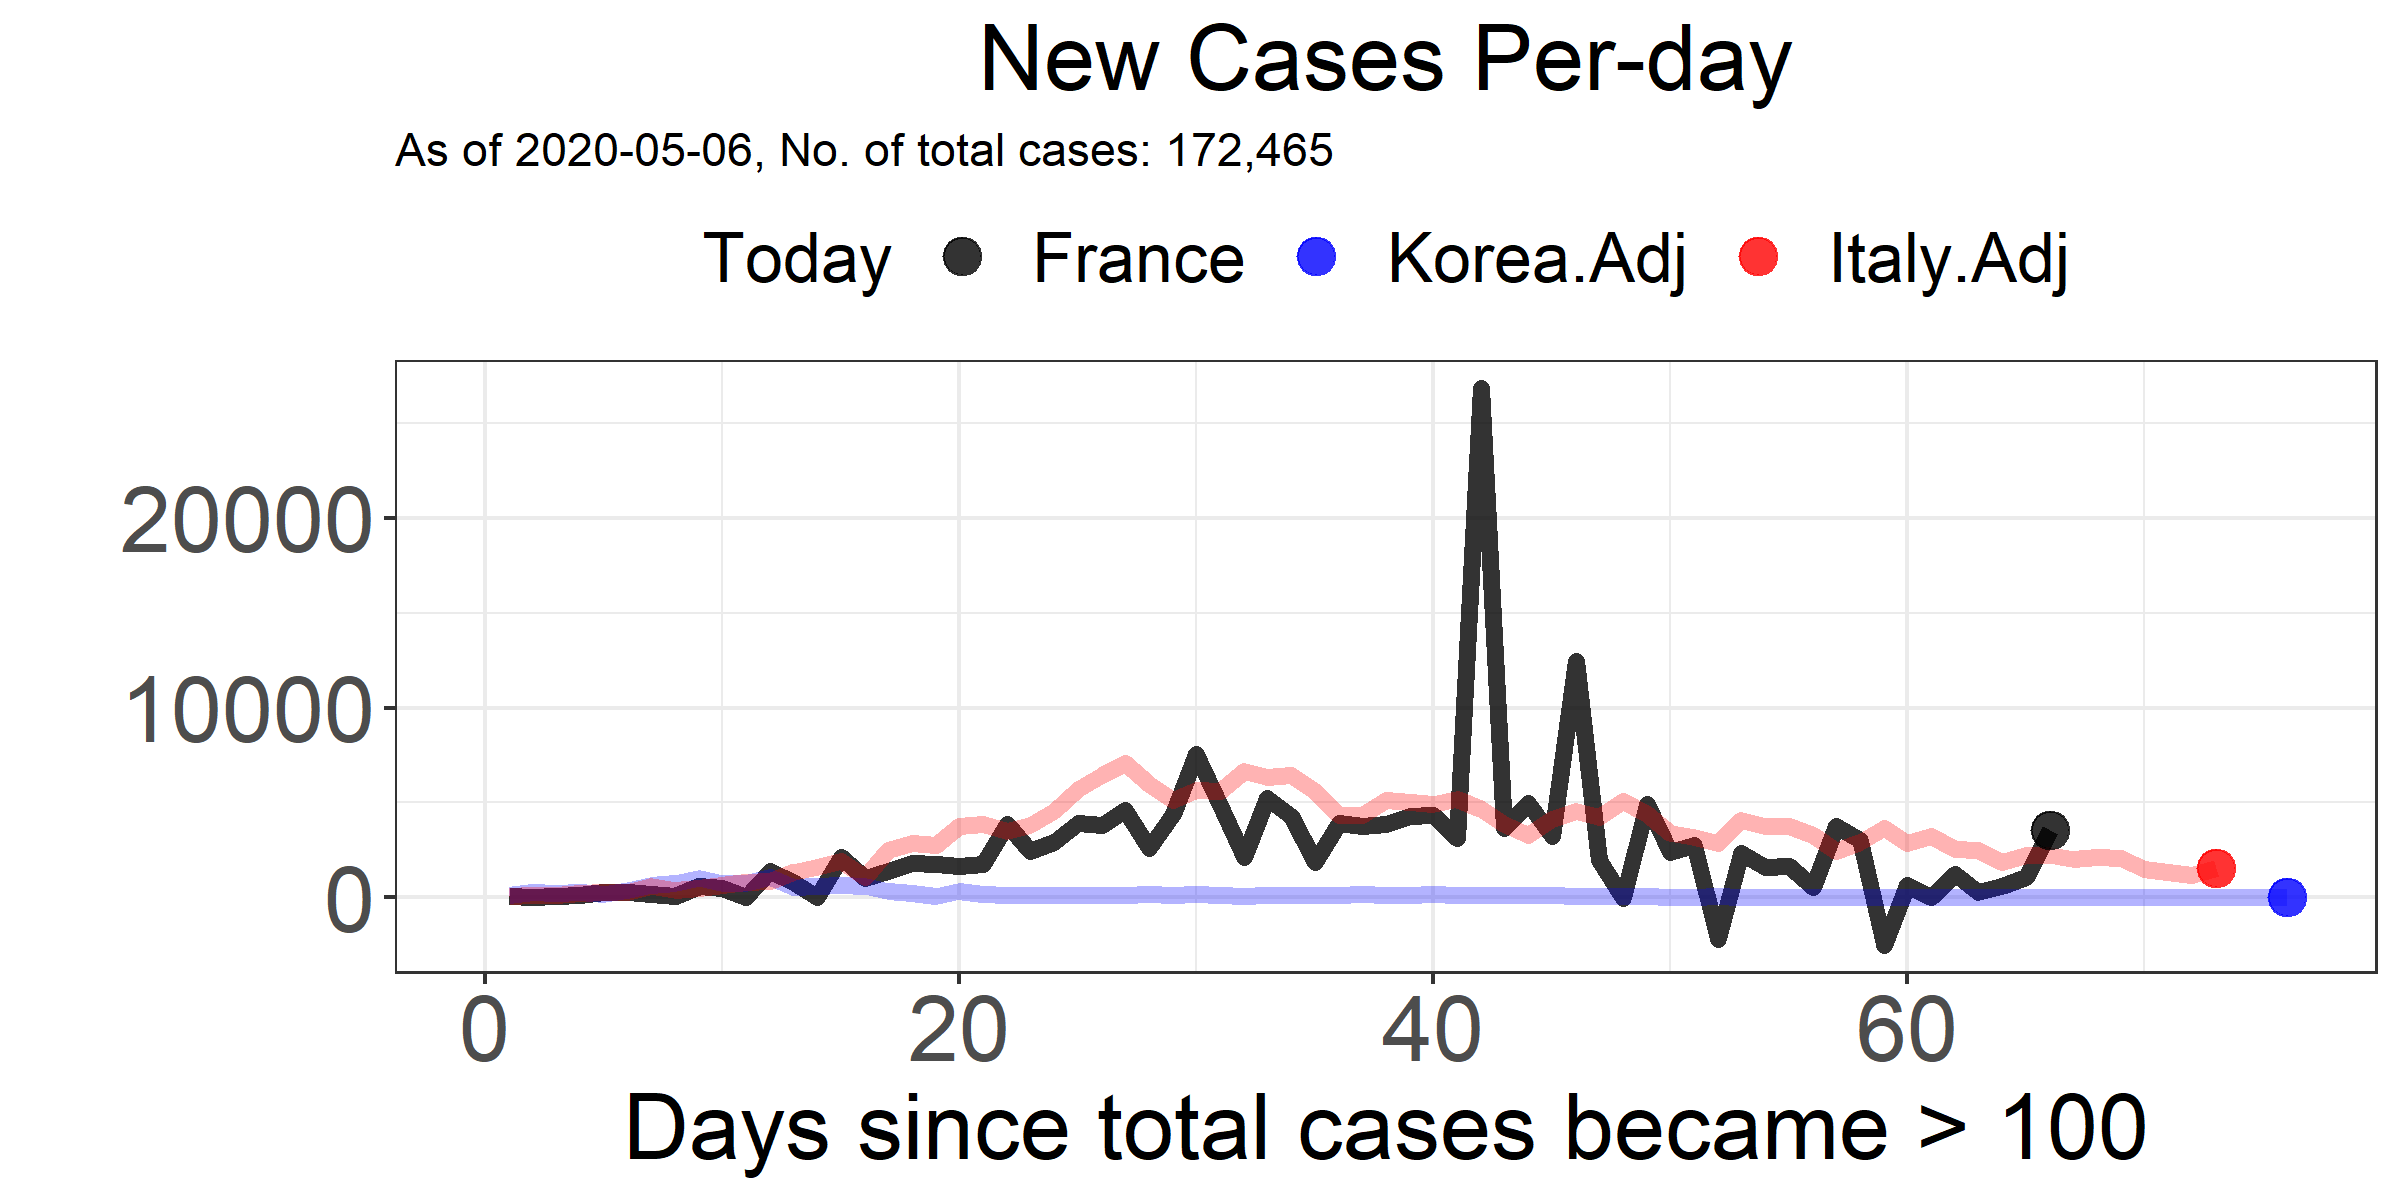 New Cases Per-day
As of 2020-05-06, No. of total cases: 172,465
Today France Korea.Adj Italy.Adj
20000
10000
0
0 20 40 60
Days since total cases became > 100